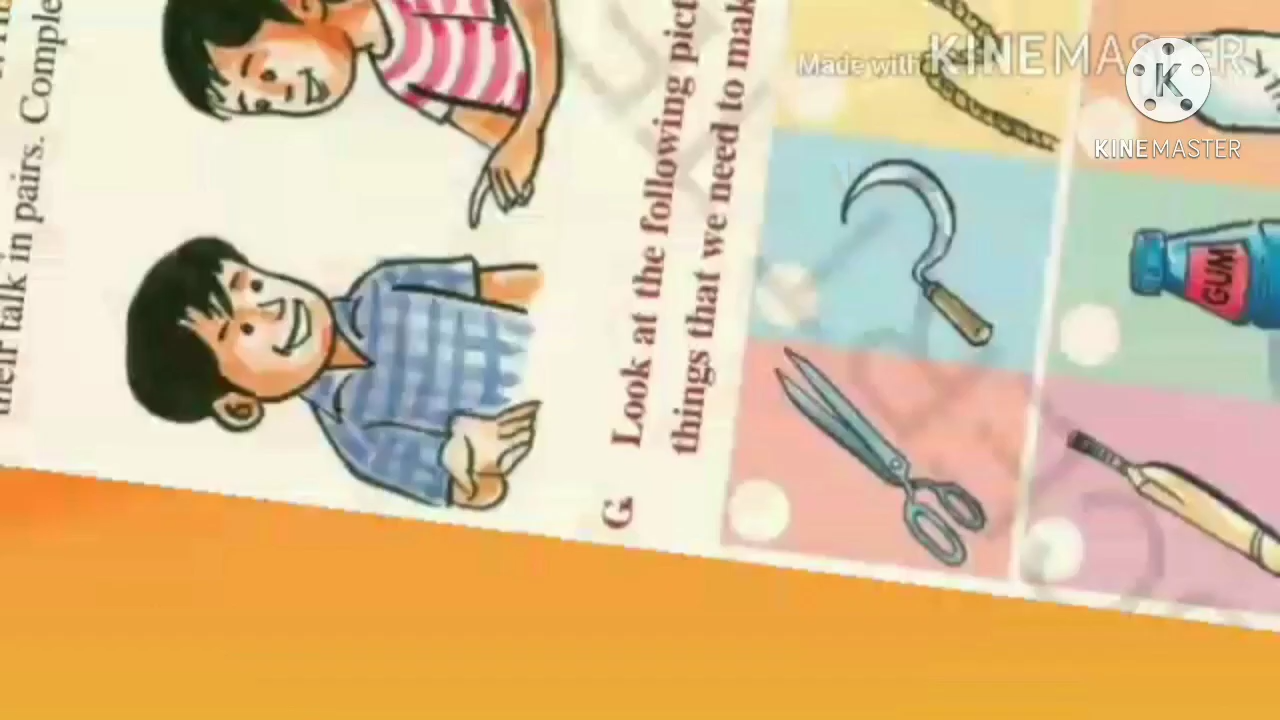 their talk in pairs. Comple
G. Look at the following pict
things that we need to mak
GUM
Made with KINEMASTER
K
KINEMASTER